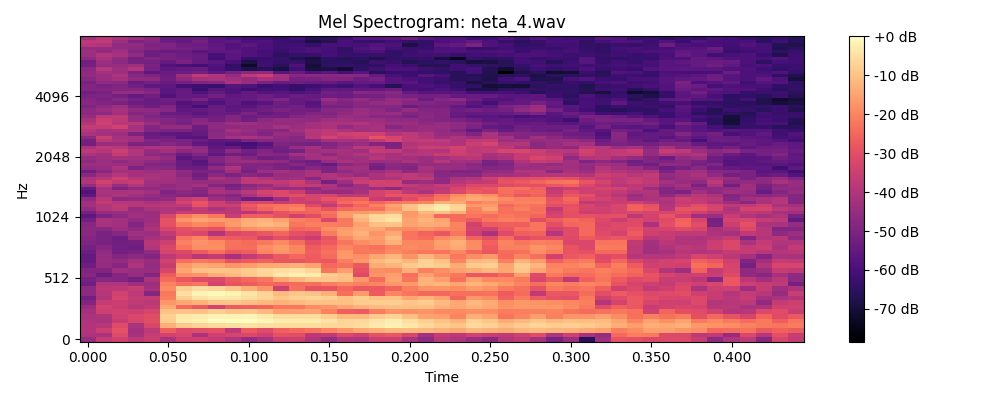 Mel Spectrogram: neta_4.wav
+0 dB
-10 dB
-20 dB
-30 dB
-40 dB
-50 dB
-60 dB
-70 dB
4096
2048
1024
512
0
Hz
0.000 0.050 0.100 0.150 0.200 0.250 0.300 0.350 0.400
Time